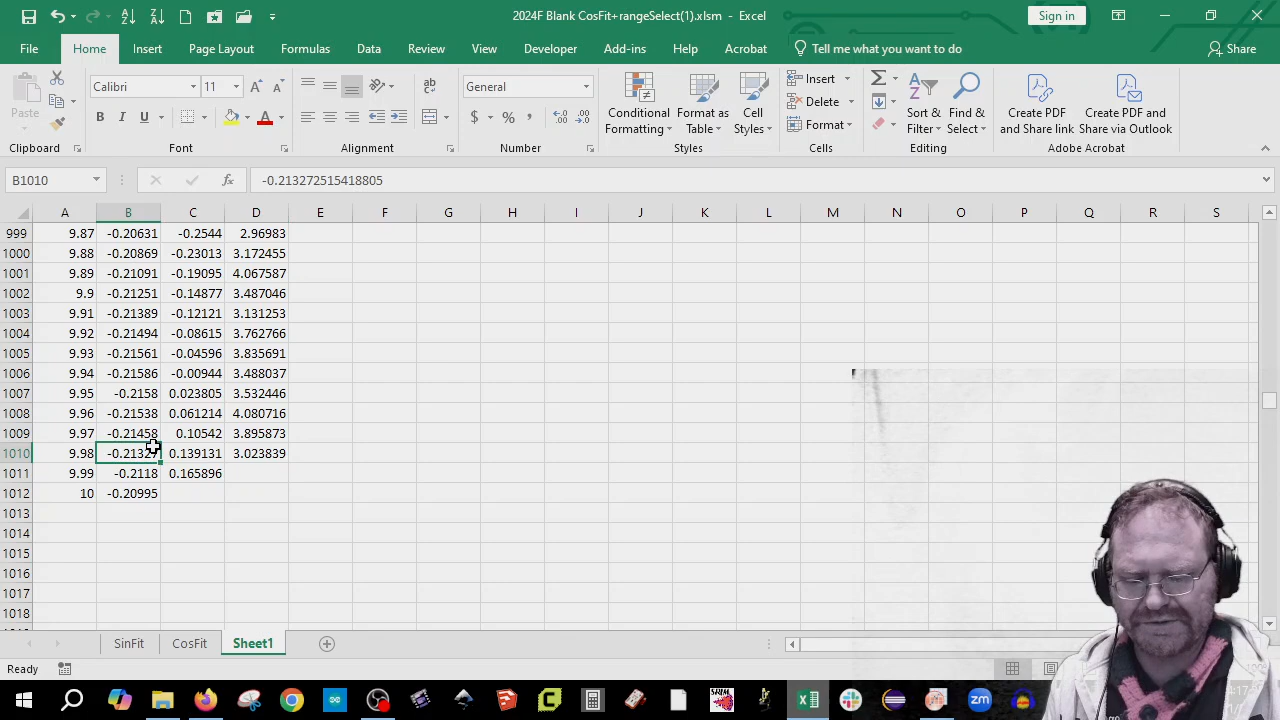 2024F Blank CosFit+rangeSelect(1).xlsm - Excel
Sign in
File Home Insert Page Layout Formulas Data Review View Developer Add-ins Help Acrobat Tell me what you want to do Share
Paste
Calibri 11
B I U
General
$ % ,
Conditional Formatting
Format as Table
Cell Styles
Insert
Delete
Format
Sort & Filter
Find & Select
Create PDF and Share link
Create PDF and Share via Outlook
Clipboard Font Alignment Number Styles Cells Editing Adobe Acrobat
B1010 fx -0.213272515418805
A B C D E F G H I J K L M N O P Q R S
999 9.87 -0.20631 -0.2544 2.96983
1000 9.88 -0.20869 -0.23013 3.172455
1001 9.89 -0.21091 -0.19095 4.067587
1002 9.9 -0.21251 -0.14877 3.487046
1003 9.91 -0.21389 -0.12121 3.131253
1004 9.92 -0.21494 -0.08615 3.762766
1005 9.93 -0.21561 -0.04596 3.835691
1006 9.94 -0.21586 -0.00944 3.488037
1007 9.95 -0.2158 0.023805 3.532446
1008 9.96 -0.21538 0.061214 4.080716
1009 9.97 -0.21458 0.10542 3.895873
1010 9.98 -0.21327 0.139131 3.023839
1011 9.99 -0.2118 0.165896
1012 10 -0.20995
1013
1014
1015
1016
1017
1018
SinFit CosFit Sheet1
Ready